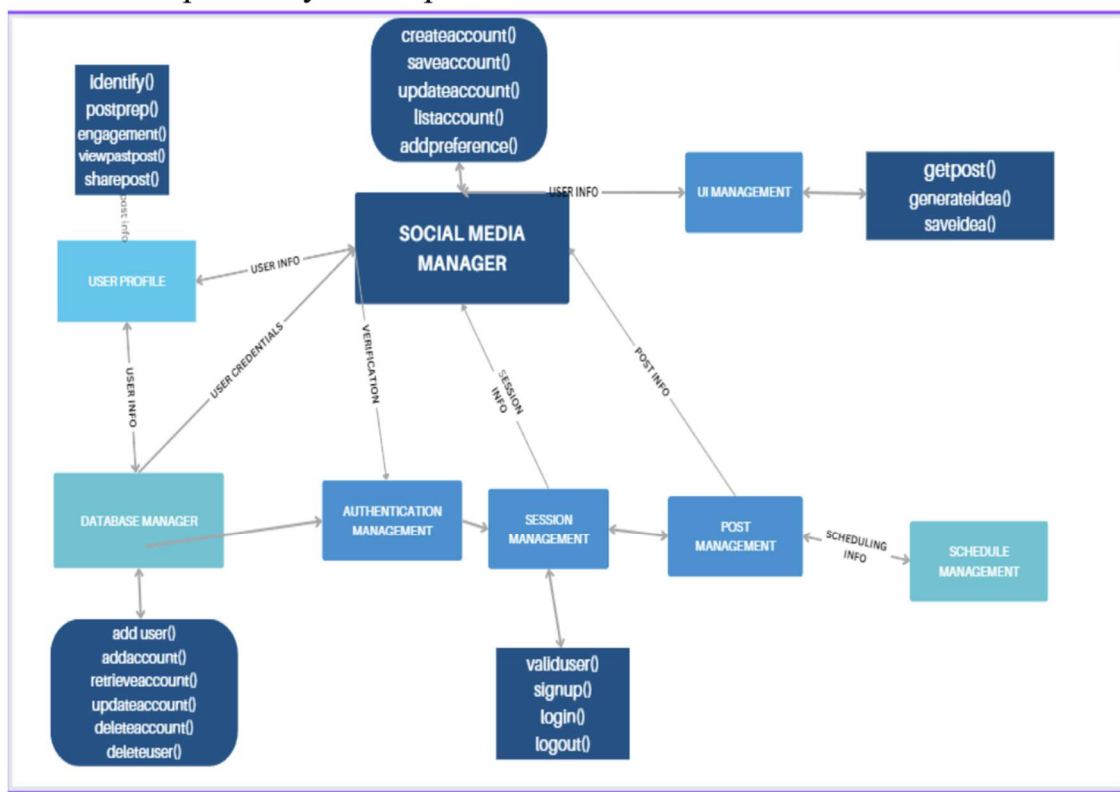 createaccount()
saveaccount()
updateaccount()
listaccount()
addpreference()
identify()
postprep()
engagement()
viewpastpost()
sharepost()
post info
USER PROFILE
USER INFO
SOCIAL MEDIA
MANAGER
USER INFO
UI MANAGEMENT
getpost()
generateidea()
saveidea()
USER INFO
USER CREDENTIALS
VERIFICATION
SESSION
INFO
POST INFO
DATABASE MANAGER
AUTHENTICATION
MANAGEMENT
SESSION
MANAGEMENT
POST
MANAGEMENT
SCHEDULING
INFO
SCHEDULE
MANAGEMENT
add user()
addaccount()
retrieveaccount()
updateaccount()
deleteaccount()
deleteuser()
validuser()
signup()
login()
logout()